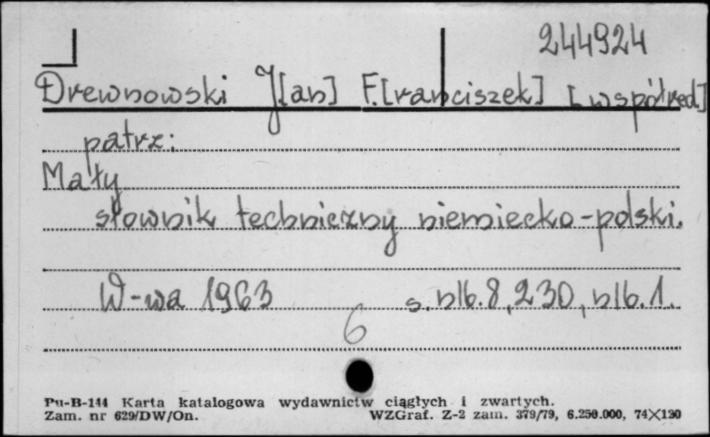 244924
Drewnowski J[an] F.[ranciszek] [współred]
patrz:
Mały
słownik techniczny niemiecko-polski.
W-wa 1963 s. nlb. 8, 230, nlb. 1.
6
Pu-B-144 Karta katalogowa wydawnictw ciągłych i zwartych.
Zam. nr 629/DW/On. WZGraf. Z-2 zam. 379/79, 6.250.000, 74×120